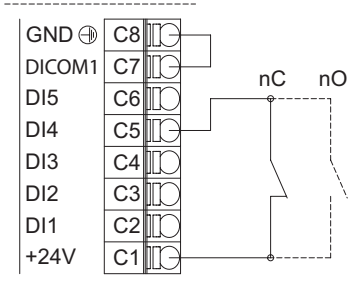 GND C8
DICOM1 C7
nC nO
DI5 C6
DI4 C5
DI3 C4
DI2 C3
DI1 C2
+24V C1